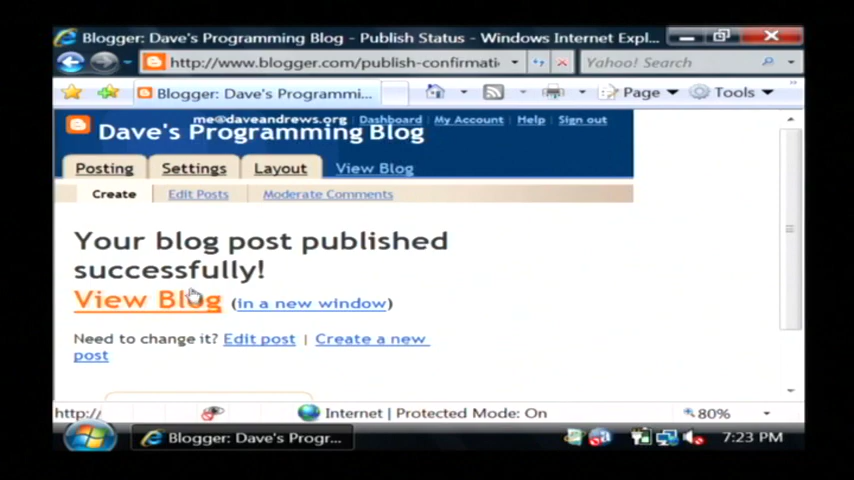 Blogger: Dave's Programming Blog - Publish Status - Windows Internet Expl...
http://www.blogger.com/publish-confirmati
Yahoo! Search
Blogger: Dave's Programmi...
Page
Tools
me@daveandrews.org | Dashboard | My Account | Help | Sign out
Dave's Programming Blog
Posting
Settings
Layout
View Blog
Create
Edit Posts
Moderate Comments
Your blog post published
successfully!
View Blog (in a new window)
Need to change it? Edit post | Create a new
post
http://
Internet | Protected Mode: On
80%
Blogger: Dave's Progr...
7:23 PM